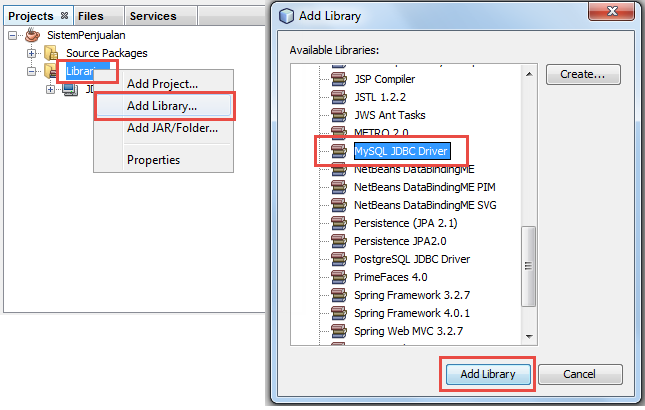 Projects Files Services
SistemPenjualan
Source Packages
Librar
JD
Add Project...
Add Library...
Add JAR/Folder...
Properties
Add Library
Available Libraries:
JSP Compiler
JSTL 1.2.2
JWS Ant Tasks
METRO 2.0
MySQL JDBC Driver
NetBeans DataBindingME
NetBeans DataBindingME PIM
NetBeans DataBindingME SVG
Persistence (JPA 2.1)
Persistence JPA2.0
PostgreSQL JDBC Driver
PrimeFaces 4.0
Spring Framework 3.2.7
Spring Framework 4.0.1
Spring Web MVC 3.2.7
Create...
Add Library Cancel